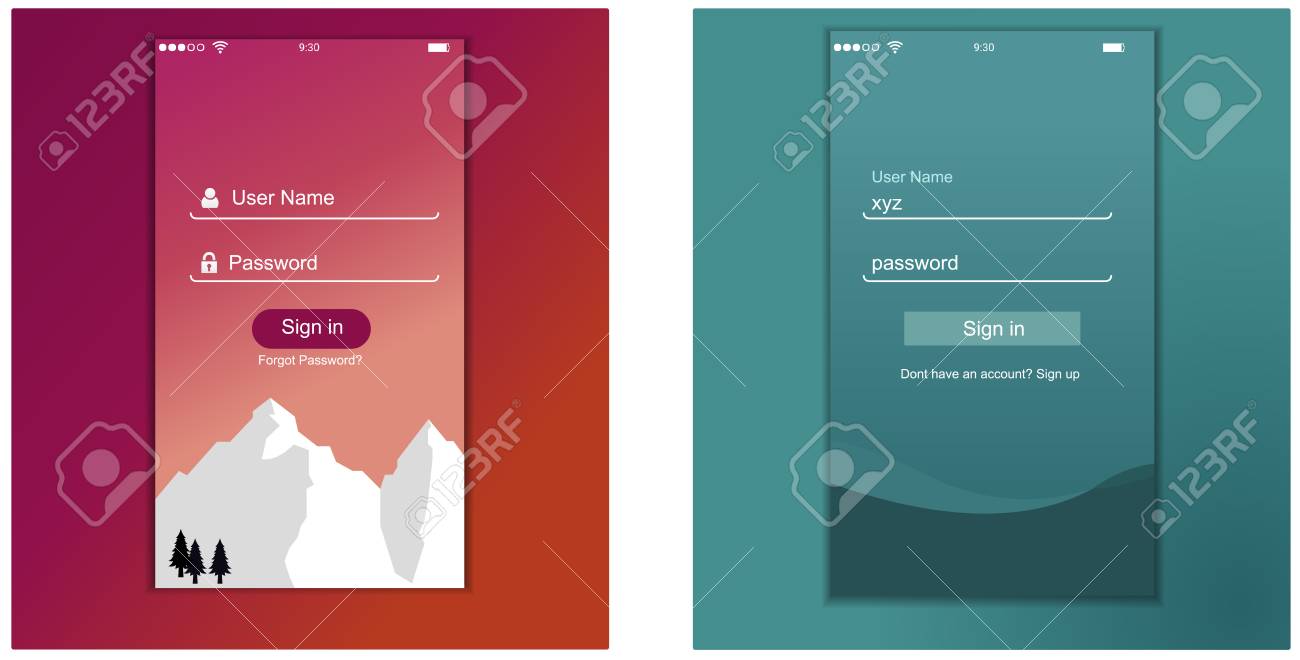 9:30
User Name
Password
Sign in
Forgot Password?
9:30
User Name
xyz
password
Sign in
Dont have an account? Sign up
123RF
123RF
123RF
123RF